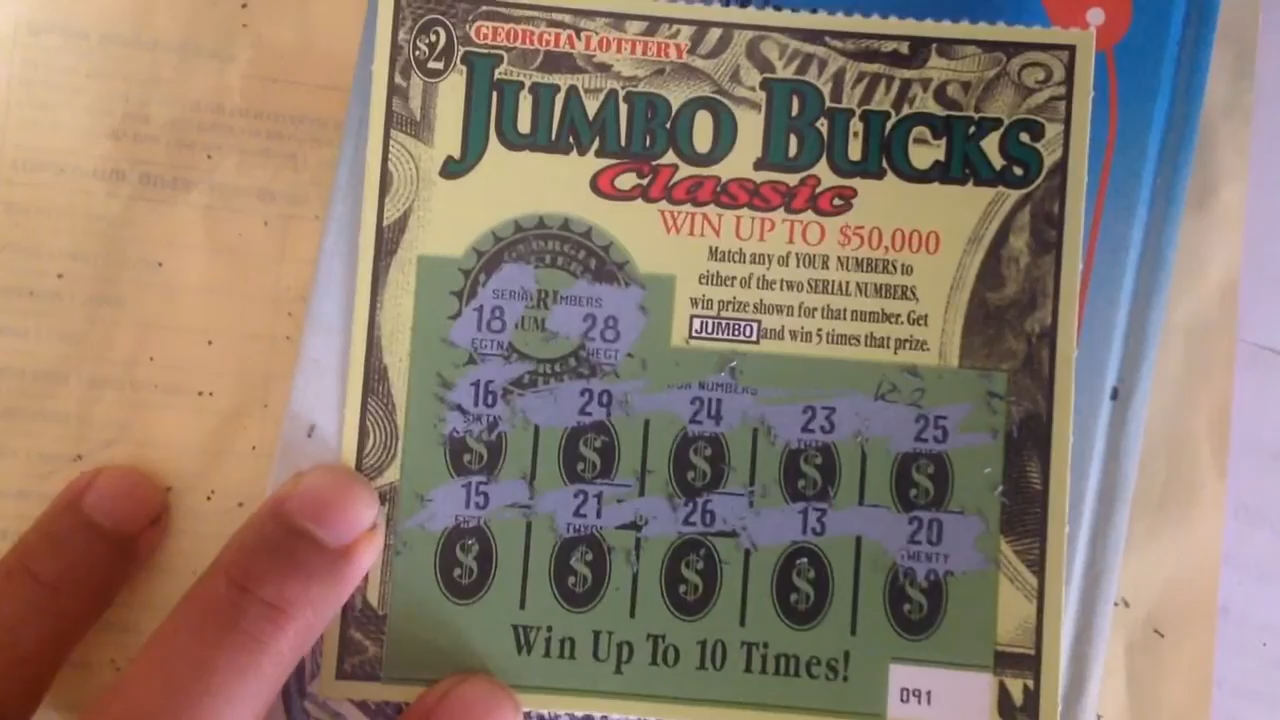 $2
GEORGIA LOTTERY
JUMBO BUCKS
Classic
WIN UP TO $50,000
Match any of YOUR NUMBERS to
either of the two SERIAL NUMBERS,
win prize shown for that number. Get
JUMBO and win 5 times that prize.
18 28
EGTN
16 29 24 23 25
$ $ $ $ $
15 21 26 13 20
$ $ $ $ $
Win Up To 10 Times!
091